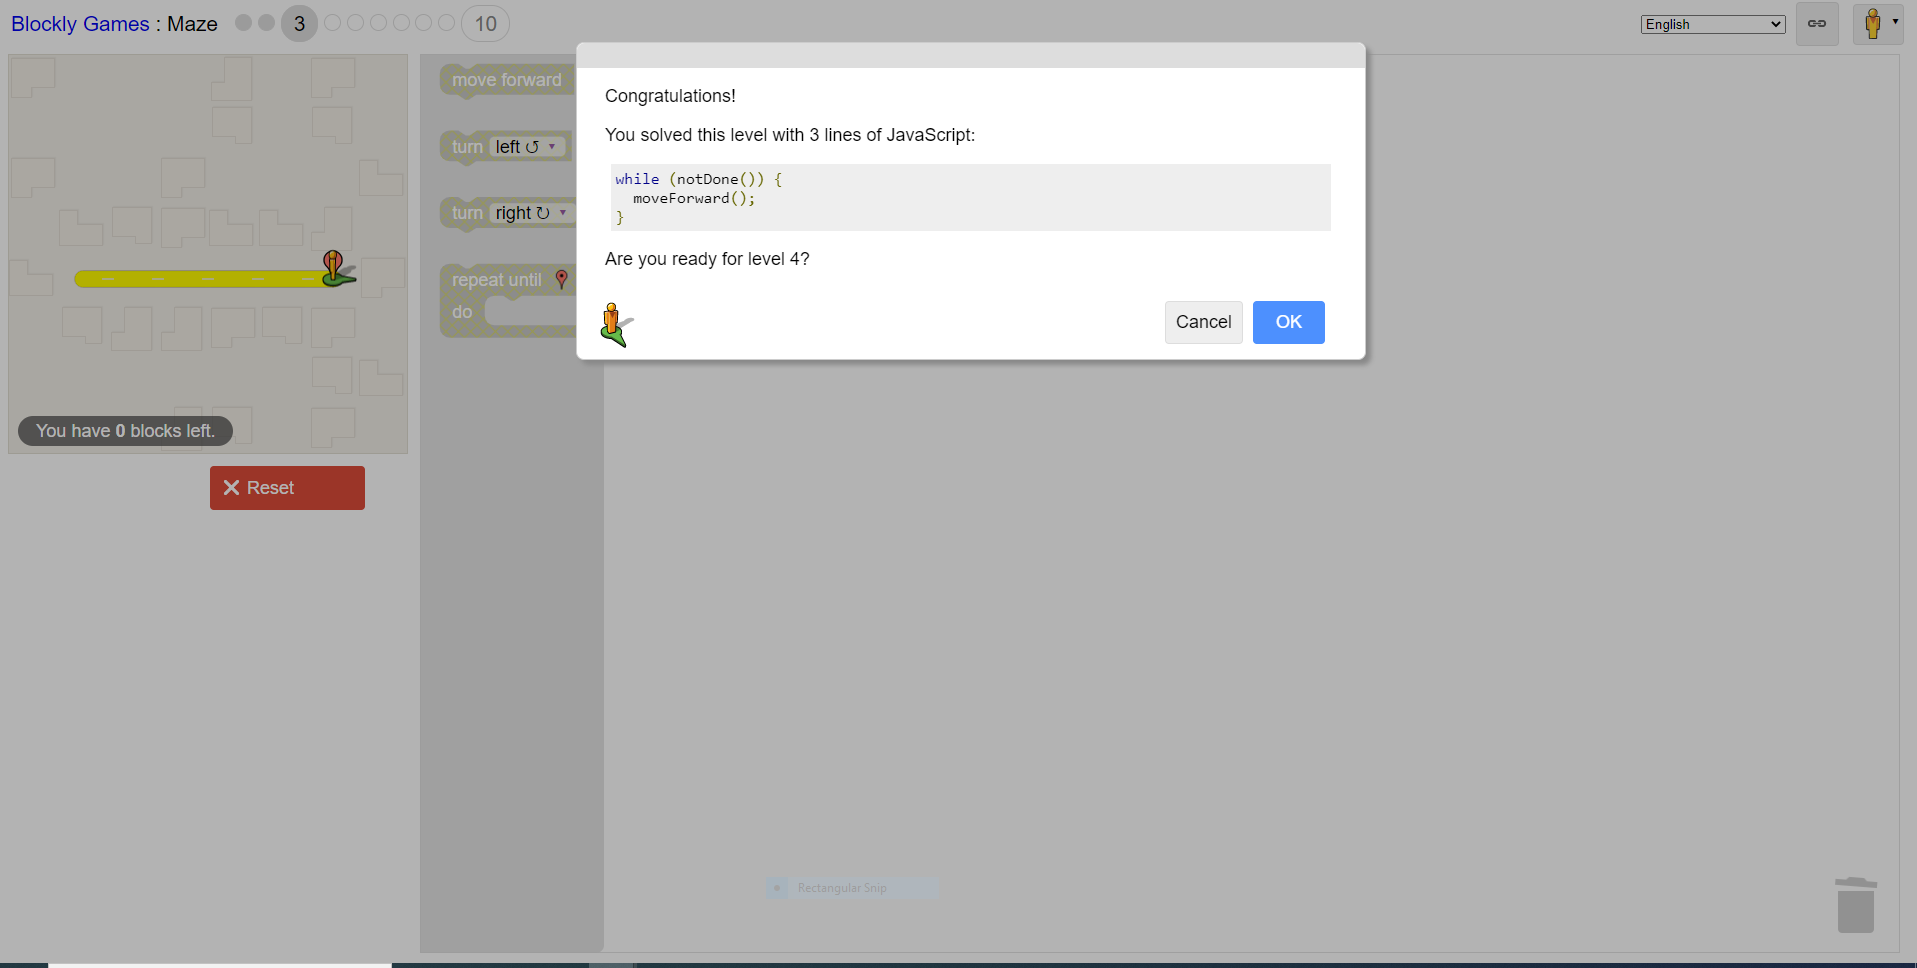 Blockly Games : Maze 3 10
English
move forward
turn left ↺ ▾
turn right ↻ ▾
repeat until
do
Congratulations!
You solved this level with 3 lines of JavaScript:
while (notDone()) {
  moveForward();
}
Are you ready for level 4?
Cancel OK
You have 0 blocks left.
Reset
Rectangular Snip